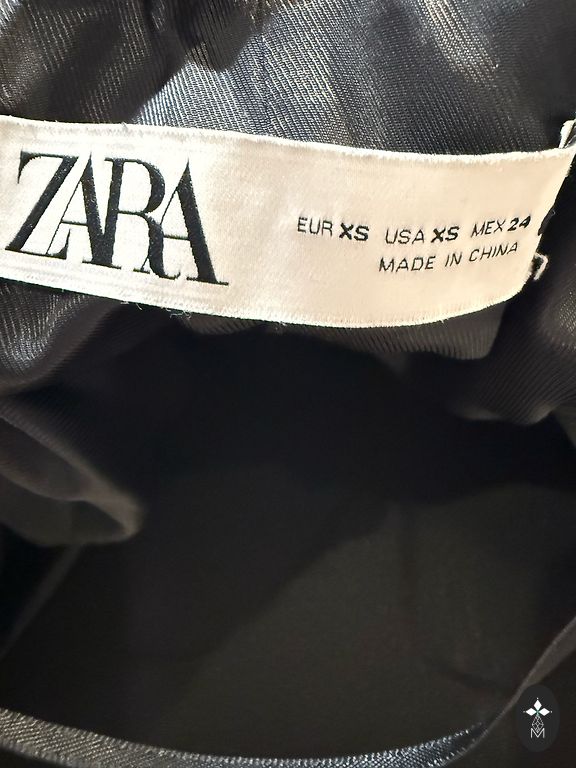 ZARA
EUR XS USA XS MEX 24
MADE IN CHINA
M